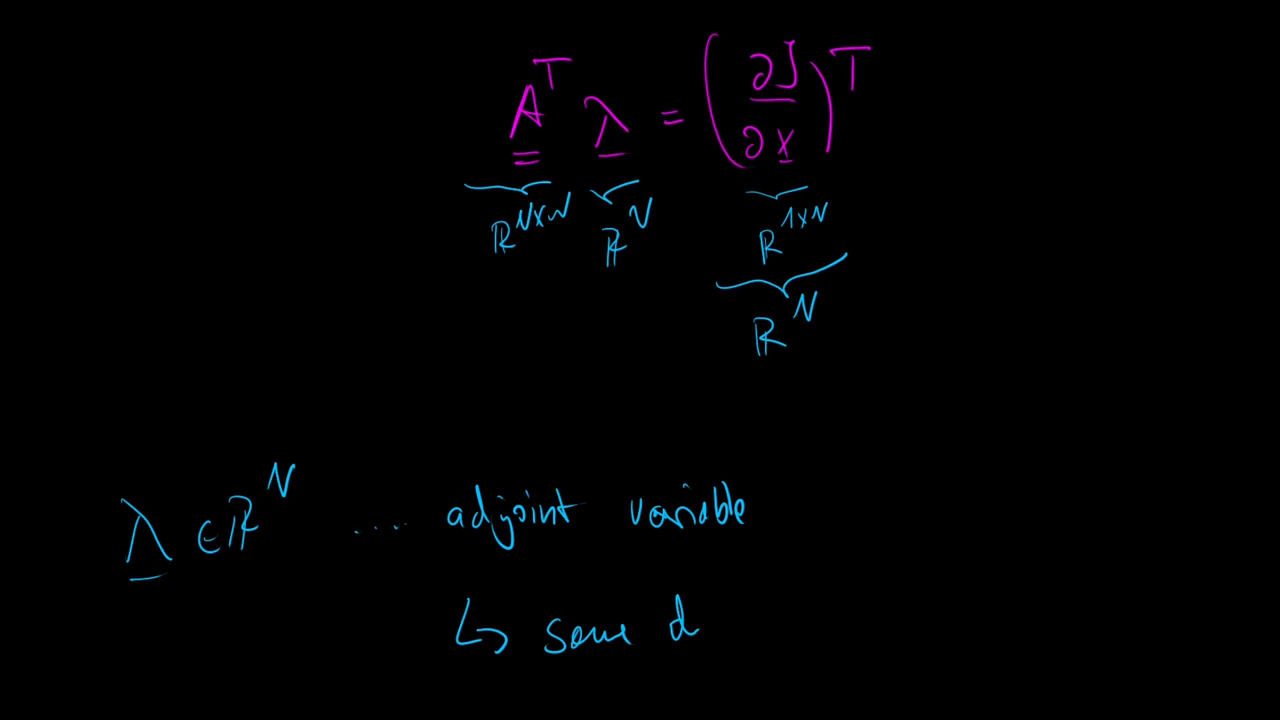 A^T λ = (∂J/∂x)^T
ℝ^{N×N} ℝ^N ℝ^{1×N}
ℝ^N
λ ∈ ℝ^N .... adjoint variable
↳ same d